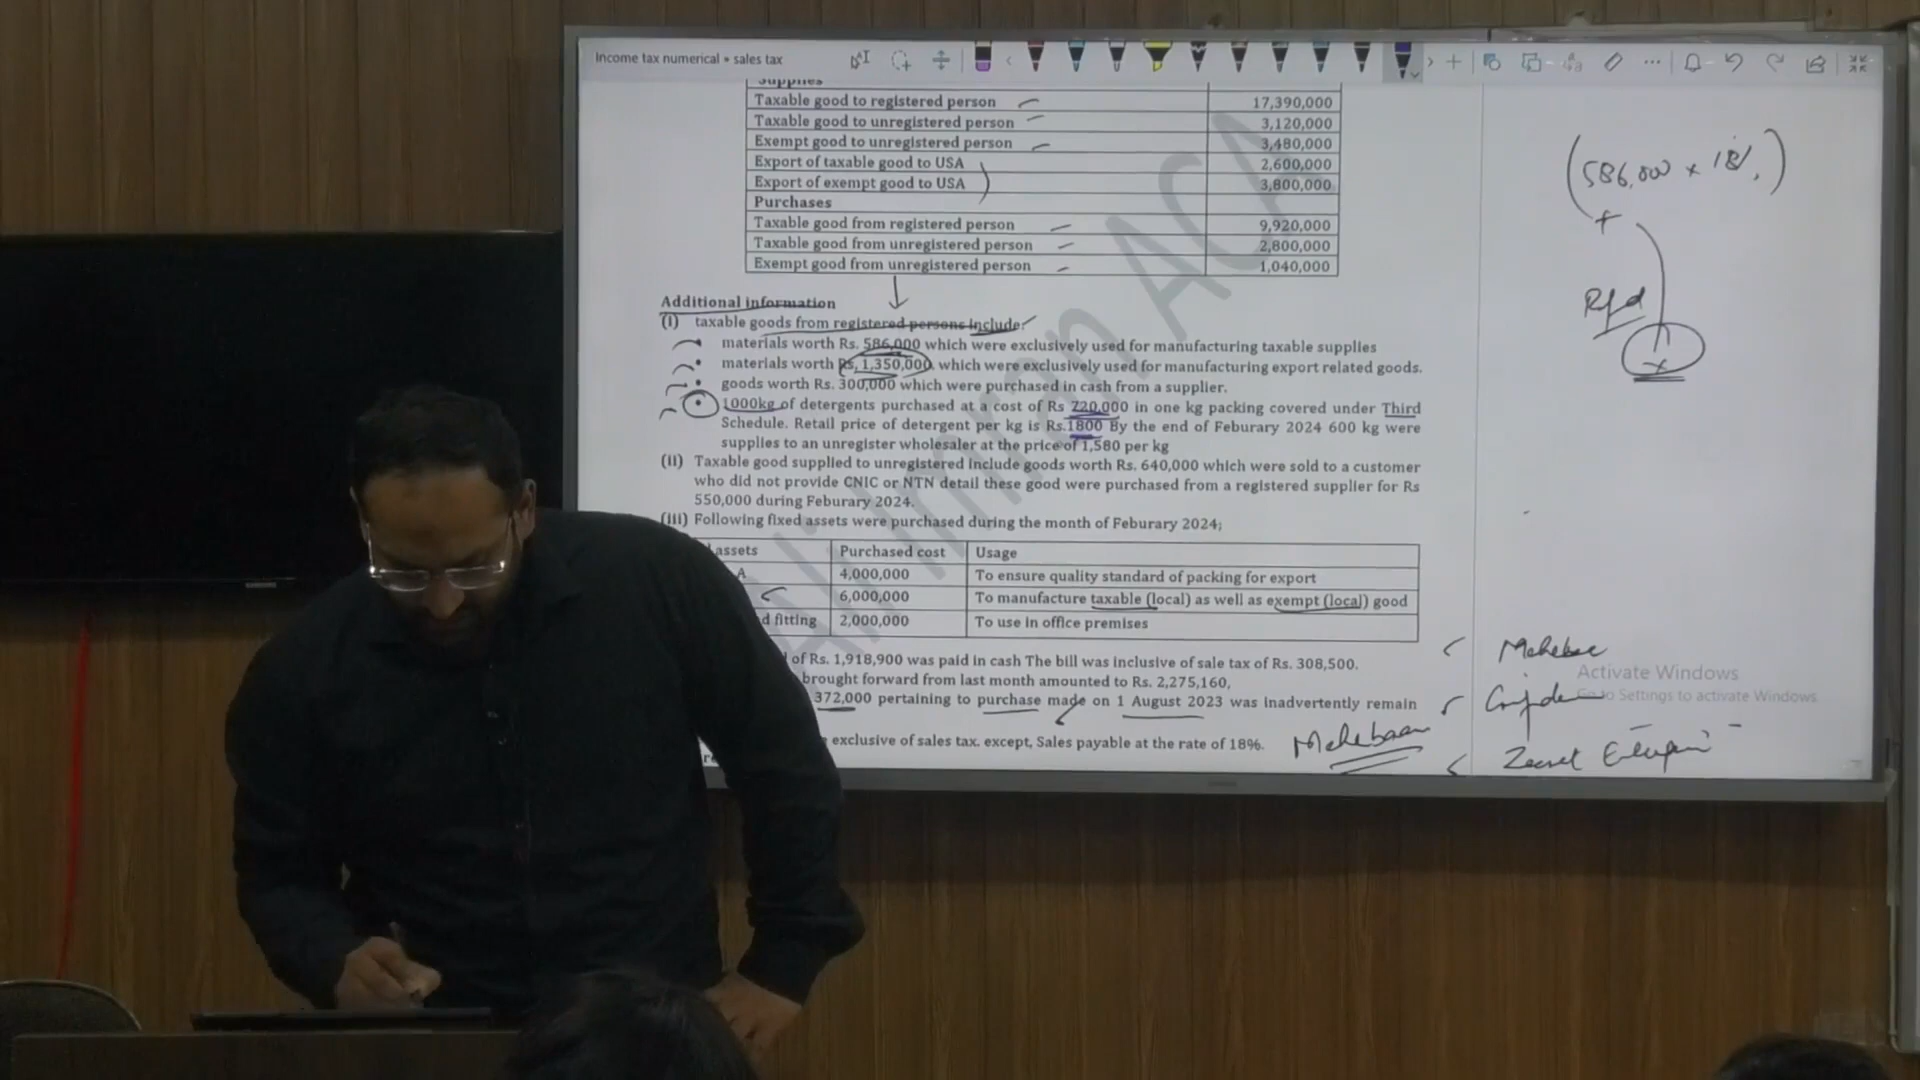 Income tax numerical + sales tax
Supplies
Taxable good to registered person 17,390,000
Taxable good to unregistered person 3,120,000
Exempt good to unregistered person 3,480,000
Export of taxable good to USA 2,600,000
Export of exempt good to USA 3,800,000
Purchases
Taxable good from registered person 9,920,000
Taxable good from unregistered person 2,800,000
Exempt good from unregistered person 1,040,000
Additional information
(i) taxable goods from registered persons include:
materials worth Rs. 586,000 which were exclusively used for manufacturing taxable supplies
• materials worth Rs. 1,350,000 which were exclusively used for manufacturing export related goods.
• goods worth Rs. 300,000 which were purchased in cash from a supplier.
• 1000kg of detergents purchased at a cost of Rs 720,000 in one kg packing covered under Third
Schedule. Retail price of detergent per kg is Rs.1800 By the end of Feburary 2024 600 kg were
supplies to an unregister wholesaler at the price of 1,580 per kg
(ii) Taxable good supplied to unregistered include goods worth Rs. 640,000 which were sold to a customer
who did not provide CNIC or NTN detail these good were purchased from a registered supplier for Rs
550,000 during Feburary 2024.
(iii) Following fixed assets were purchased during the month of Feburary 2024;
assets Purchased cost Usage
A 4,000,000 To ensure quality standard of packing for export
6,000,000 To manufacture taxable (local) as well as exempt (local) good
d fitting 2,000,000 To use in office premises
of Rs. 1,918,900 was paid in cash The bill was inclusive of sale tax of Rs. 308,500.
brought forward from last month amounted to Rs. 2,275,160,
372,000 pertaining to purchase made on 1 August 2023 was inadvertently remain
exclusive of sales tax. except, Sales payable at the rate of 18%.
Ali Imran ACA
(586,000 x 18%)
+
Activate Windows
Go to Settings to activate Windows.